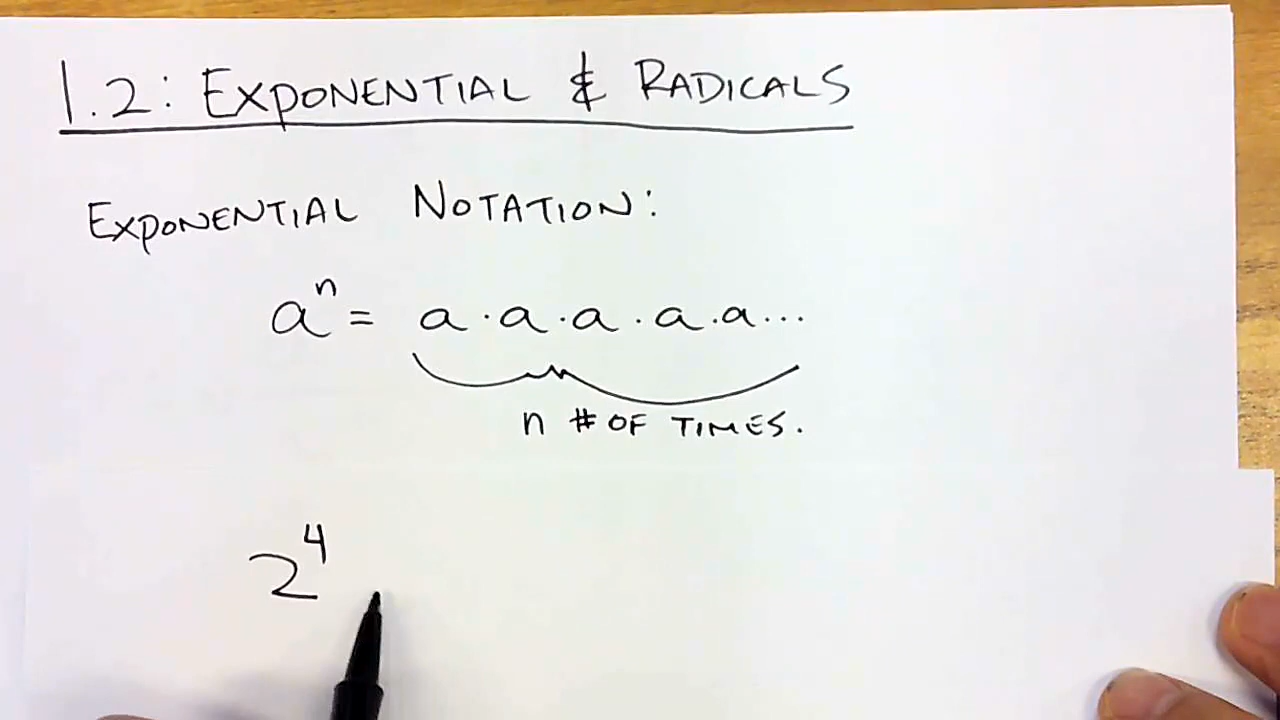 1.2: EXPONENTIAL & RADICALS
EXPONENTIAL NOTATION:
aⁿ = a · a · a · a · a ...
n # OF TIMES.
2⁴